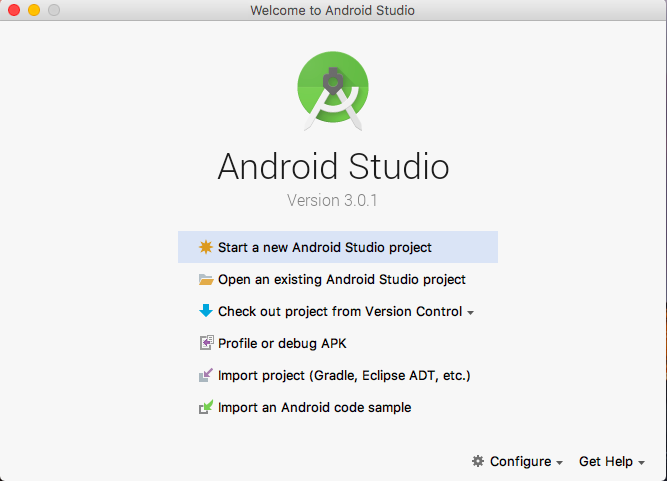 Welcome to Android Studio
Android Studio
Version 3.0.1
Start a new Android Studio project
Open an existing Android Studio project
Check out project from Version Control
Profile or debug APK
Import project (Gradle, Eclipse ADT, etc.)
Import an Android code sample
Configure Get Help